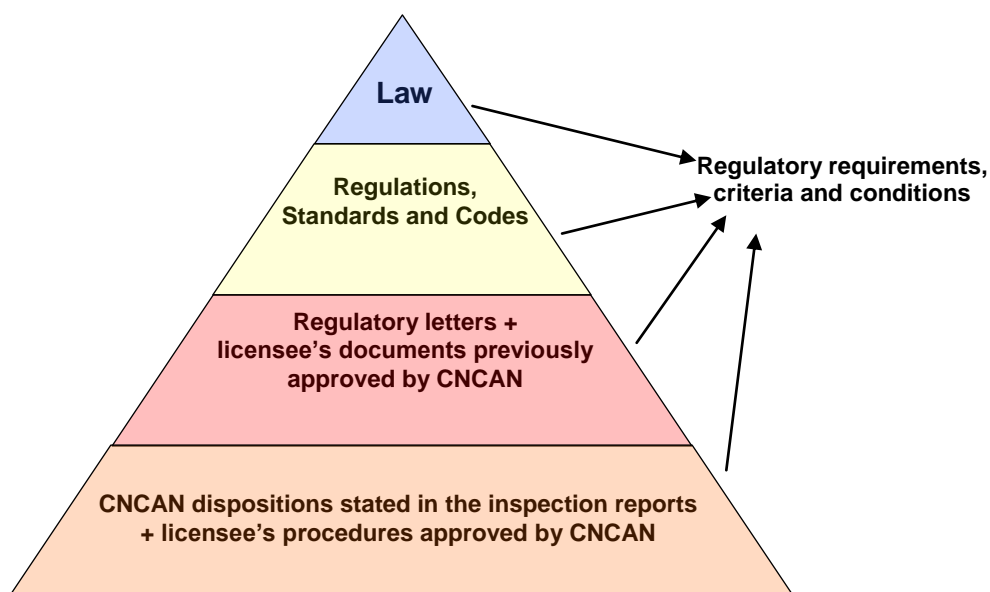 Law
Regulatory requirements,
criteria and conditions
Regulations,
Standards and Codes
Regulatory letters +
licensee's documents previously
approved by CNCAN
CNCAN dispositions stated in the inspection reports
+ licensee's procedures approved by CNCAN